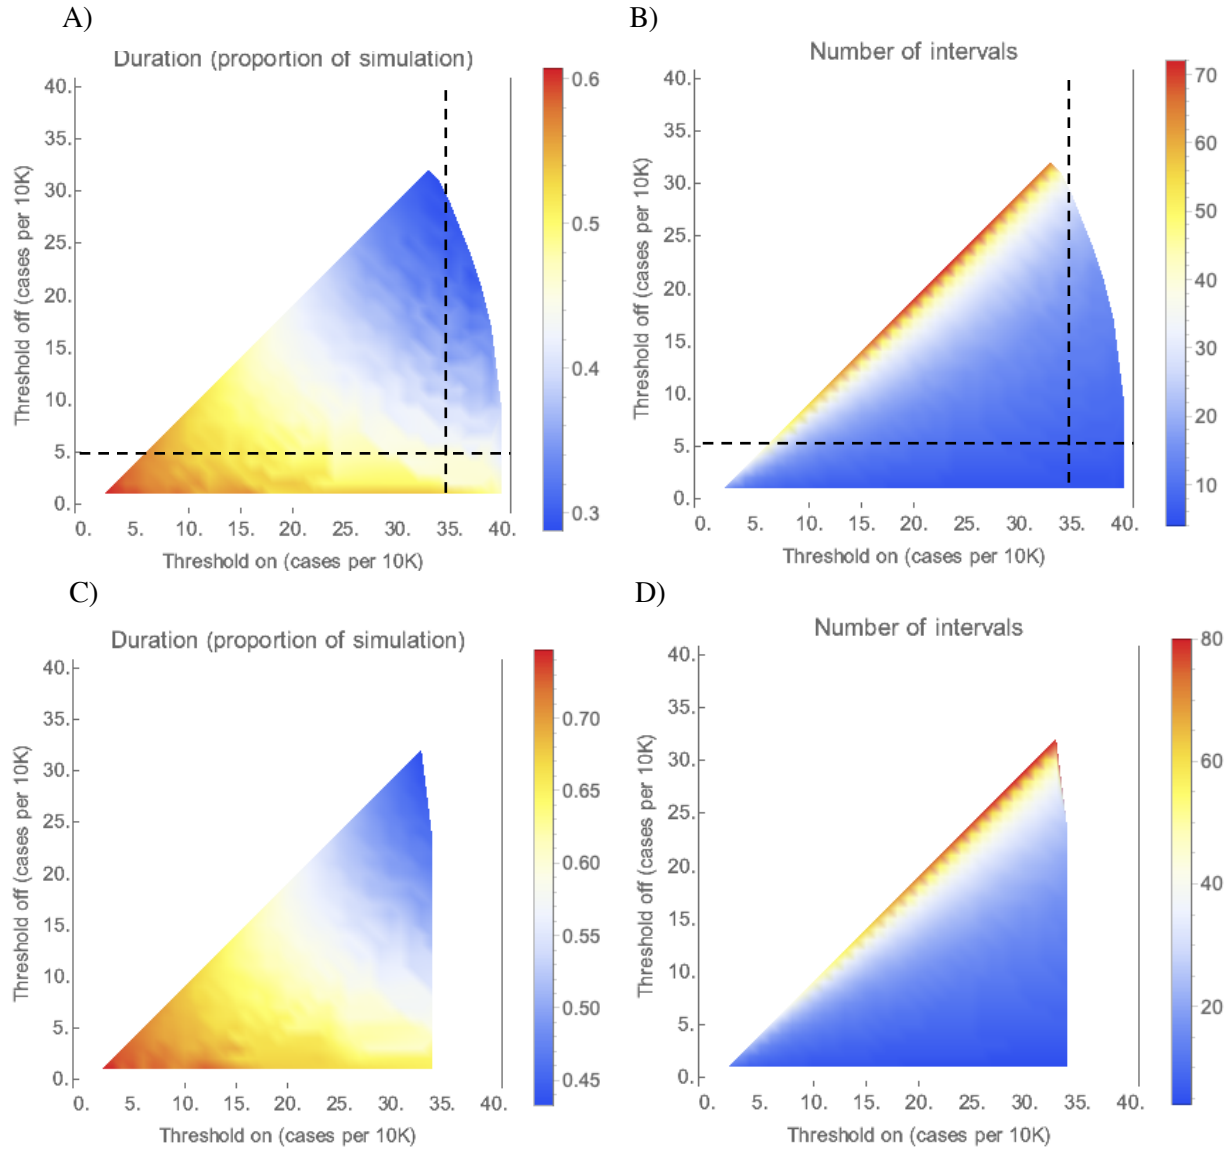 A)
Duration (proportion of simulation)
40.
35.
30.
25.
20.
15.
10.
5.
0.
Threshold off (cases per 10K)
0. 5. 10. 15. 20. 25. 30. 35. 40.
Threshold on (cases per 10K)
0.6
0.5
0.4
0.3
B)
Number of intervals
40.
35.
30.
25.
20.
15.
10.
5.
0.
Threshold off (cases per 10K)
0. 5. 10. 15. 20. 25. 30. 35. 40.
Threshold on (cases per 10K)
70
60
50
40
30
20
10
C)
Duration (proportion of simulation)
40.
35.
30.
25.
20.
15.
10.
5.
0.
Threshold off (cases per 10K)
0. 5. 10. 15. 20. 25. 30. 35. 40.
Threshold on (cases per 10K)
0.70
0.65
0.60
0.55
0.50
0.45
D)
Number of intervals
40.
35.
30.
25.
20.
15.
10.
5.
0.
Threshold off (cases per 10K)
0. 5. 10. 15. 20. 25. 30. 35. 40.
Threshold on (cases per 10K)
80
60
40
20